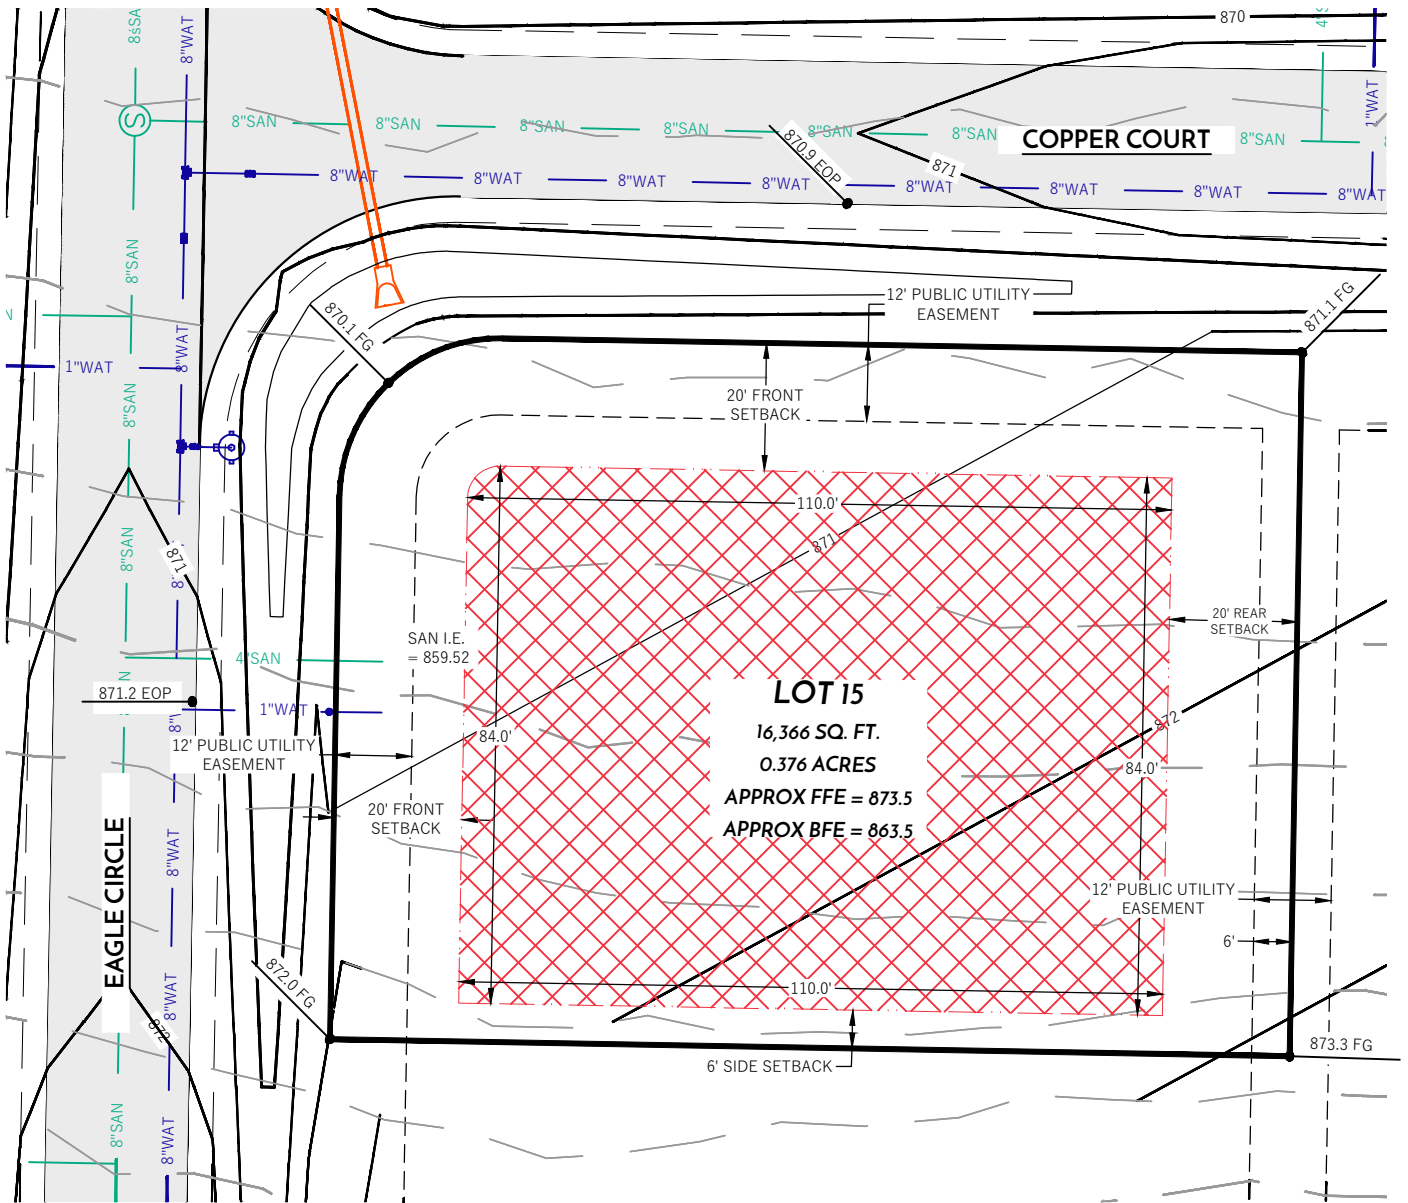 870
8"SAN
8"WAT
4"S
1"WAT
8"SAN
8"SAN
8"SAN
8"SAN
8"SAN
8"SAN
8"SAN
COPPER COURT
870.9 EOP
871
8"WAT
8"WAT
8"WAT
8"WAT
8"WAT
8"WAT
8"WAT
8"WAT
8"SAN
N
12' PUBLIC UTILITY
EASEMENT
871.1 FG
870.1 FG
8"WAT
1"WAT
8"SAN
20' FRONT
SETBACK
110.0'
871
8"SAN
871
20' REAR
SETBACK
SAN I.E.
= 859.52
4"SAN
871.2 EOP
1"WAT
LOT 15
16,366 SQ. FT.
0.376 ACRES
APPROX FFE = 873.5
APPROX BFE = 863.5
872
84.0'
84.0'
12' PUBLIC UTILITY
EASEMENT
20' FRONT
SETBACK
EAGLE CIRCLE
8"WAT
12' PUBLIC UTILITY
EASEMENT
6'
872.0 FG
110.0'
8"WAT
872
873.3 FG
6' SIDE SETBACK
8"SAN
8"WAT